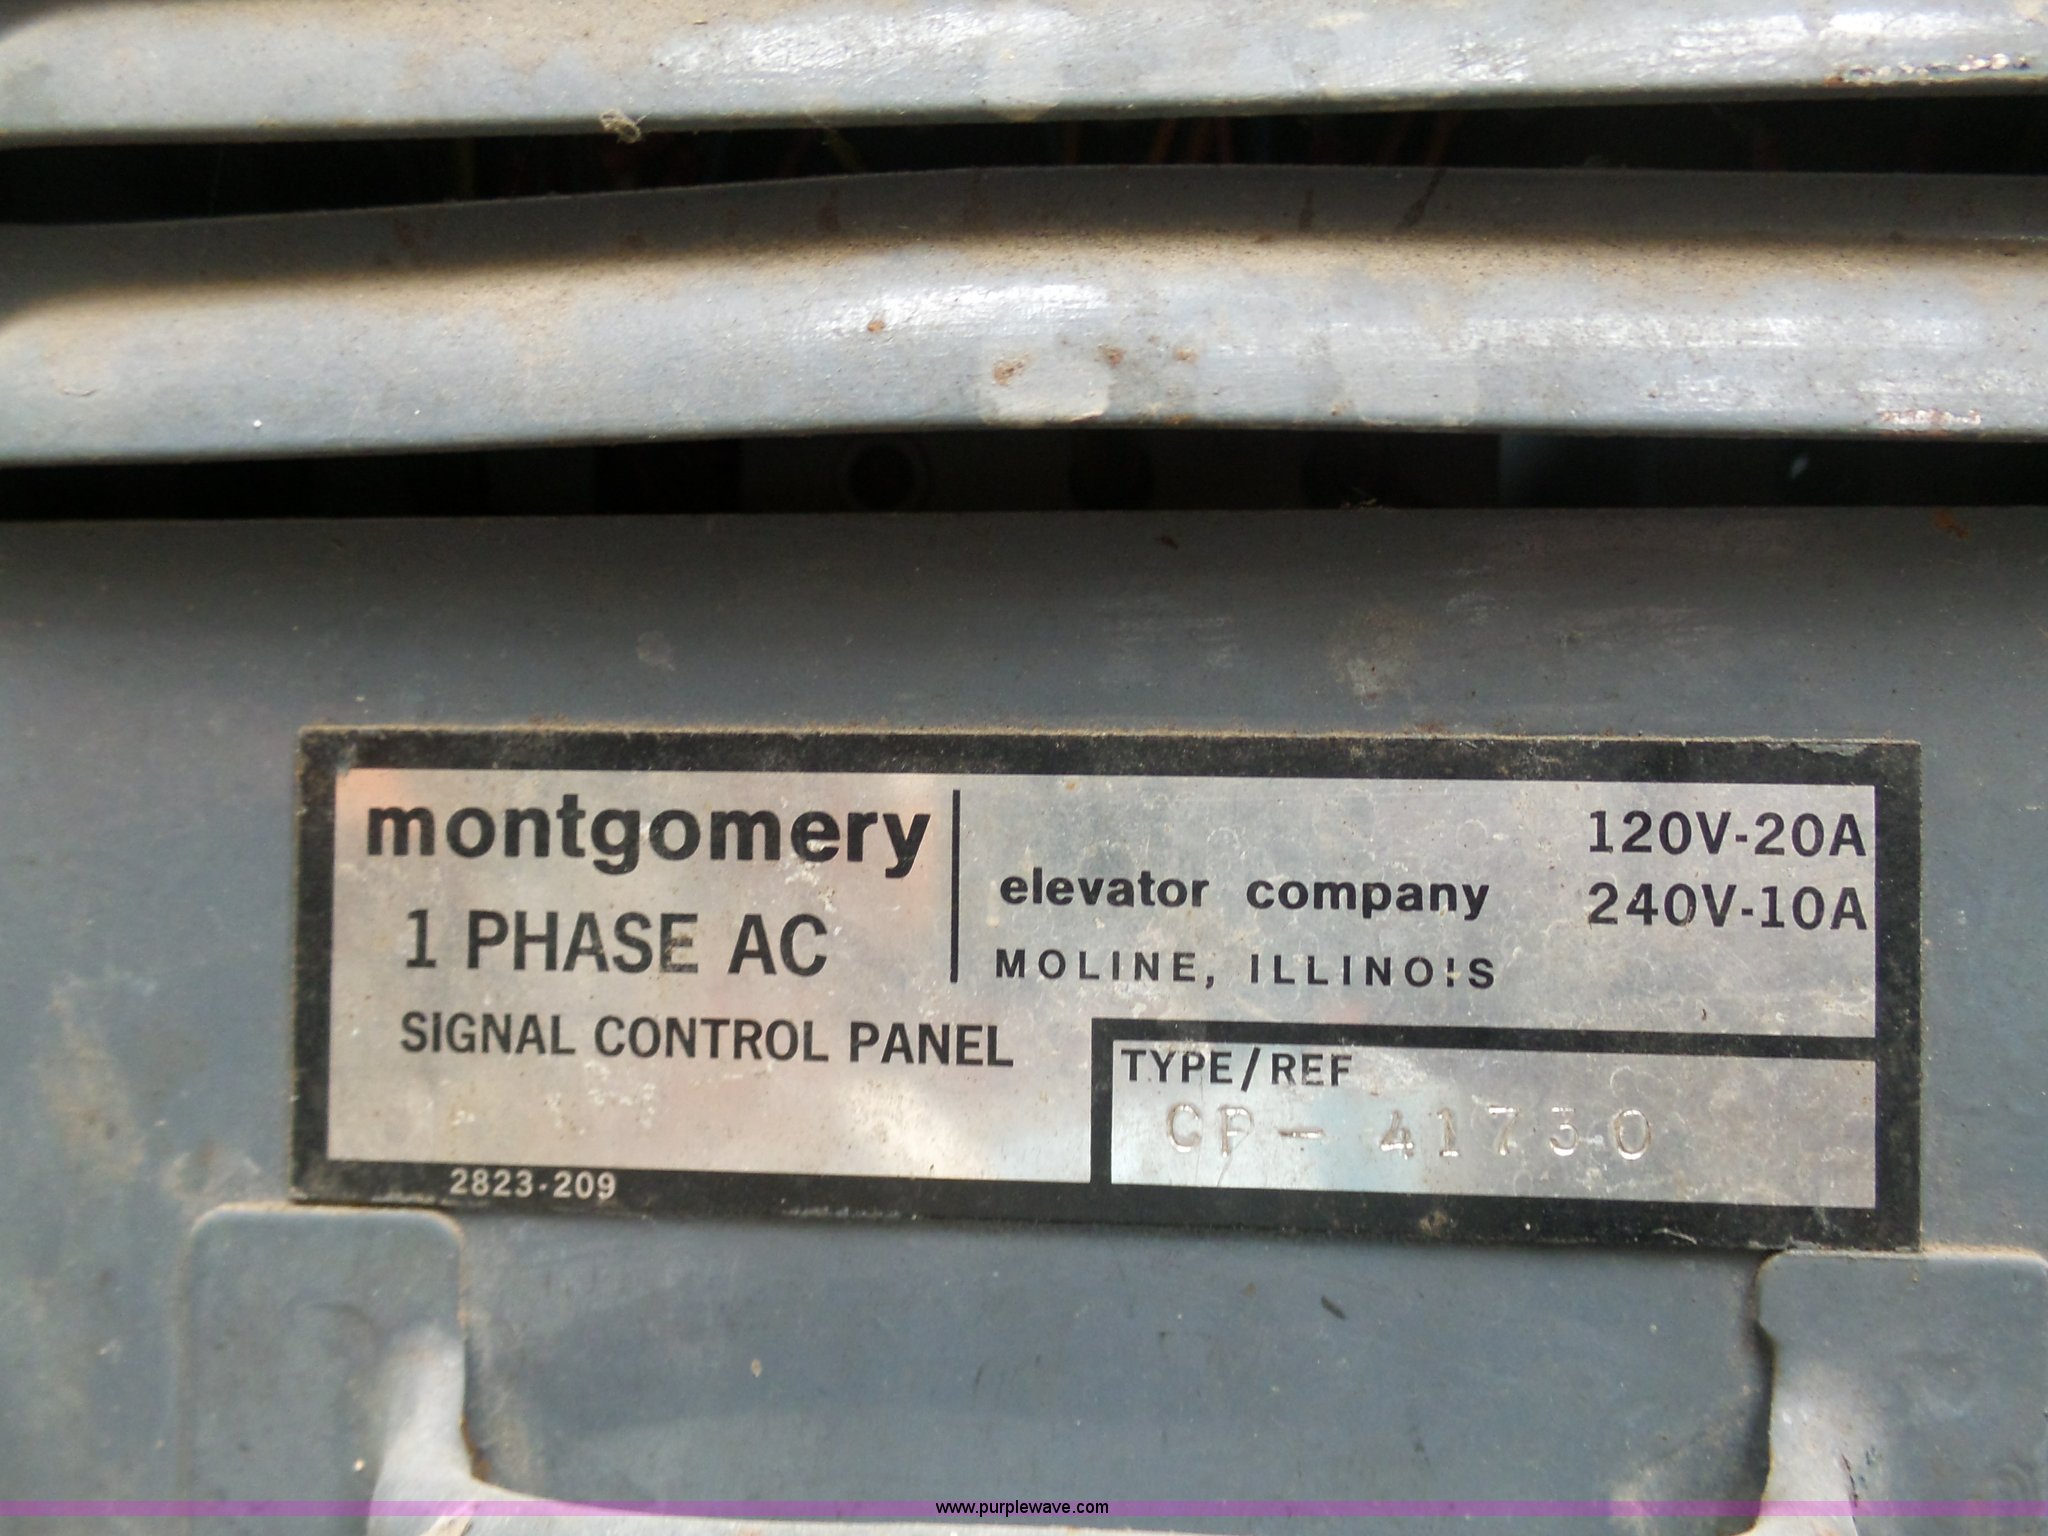 montgomery
elevator company
MOLINE, ILLINOIS
120V-20A
240V-10A
1 PHASE AC
SIGNAL CONTROL PANEL
TYPE/REF
CP- 41730
2823-209
www.purplewave.com